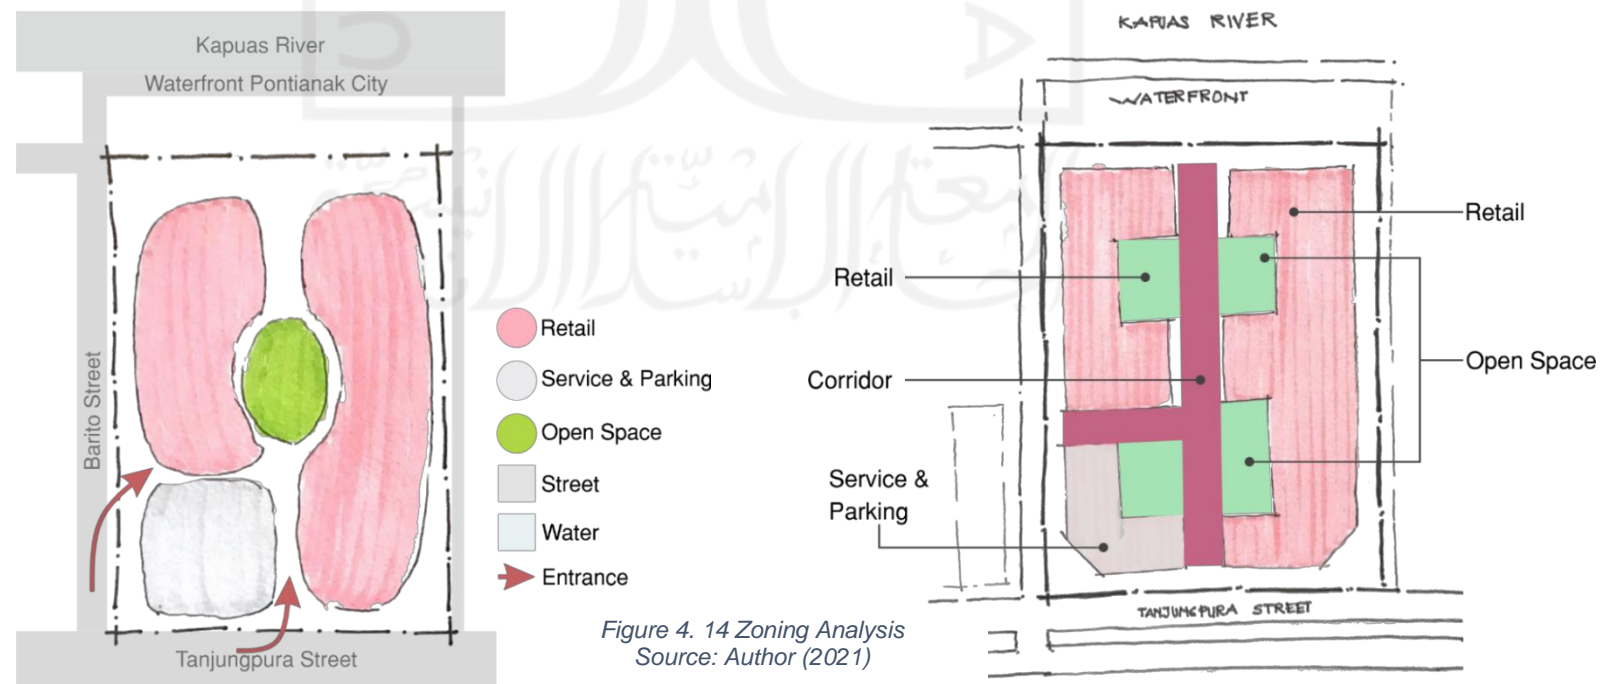 Kapuas River
Waterfront Pontianak City
Barito Street
Tanjungpura Street
Retail
Service & Parking
Open Space
Street
Water
Entrance
KAPUAS RIVER
WATERFRONT
Retail
Retail
Corridor
Open Space
Service &
Parking
TANJUNGPURA STREET
Figure 4. 14 Zoning Analysis
Source: Author (2021)